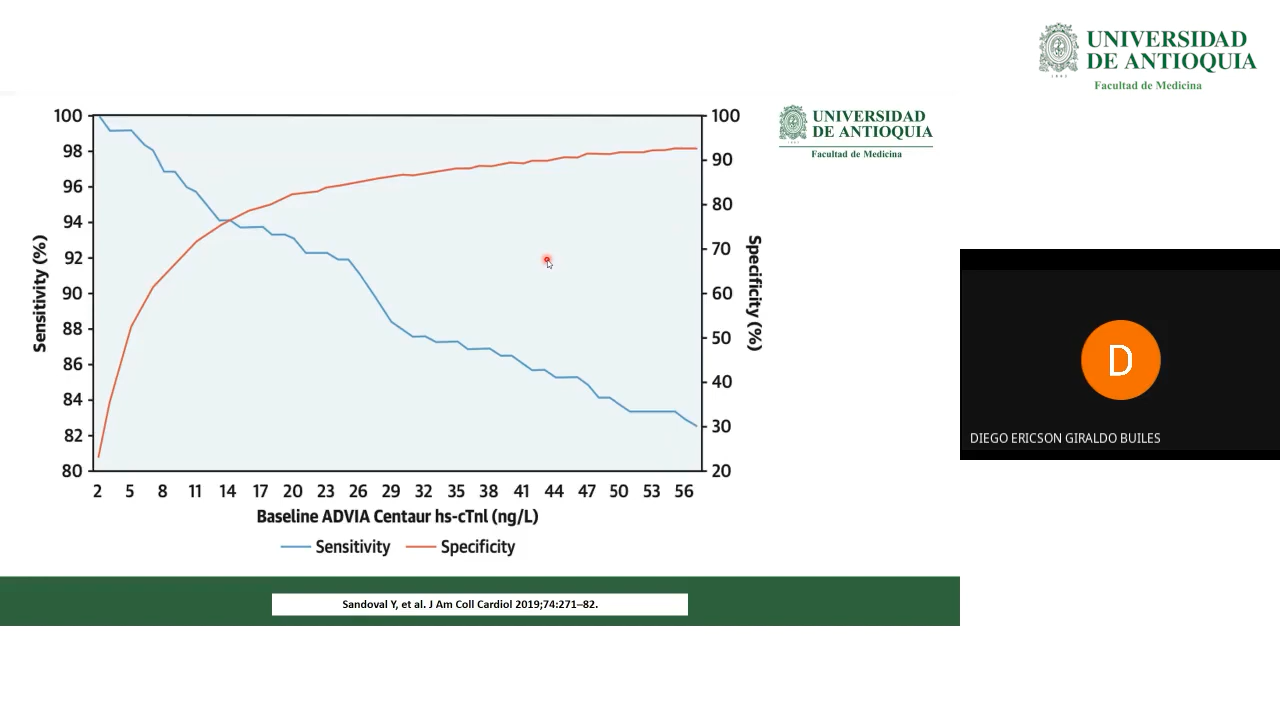 UNIVERSIDAD
DE ANTIOQUIA
1803
Facultad de Medicina
UNIVERSIDAD
DE ANTIOQUIA
Facultad de Medicina
100
98
96
94
92
90
88
86
84
82
80
Sensitivity (%)
100
90
80
70
60
50
40
30
20
Specificity (%)
2 5 8 11 14 17 20 23 26 29 32 35 38 41 44 47 50 53 56
Baseline ADVIA Centaur hs-cTnI (ng/L)
Sensitivity Specificity
Sandoval Y, et al. J Am Coll Cardiol 2019;74:271–82.
D
DIEGO ERICSON GIRALDO BUILES